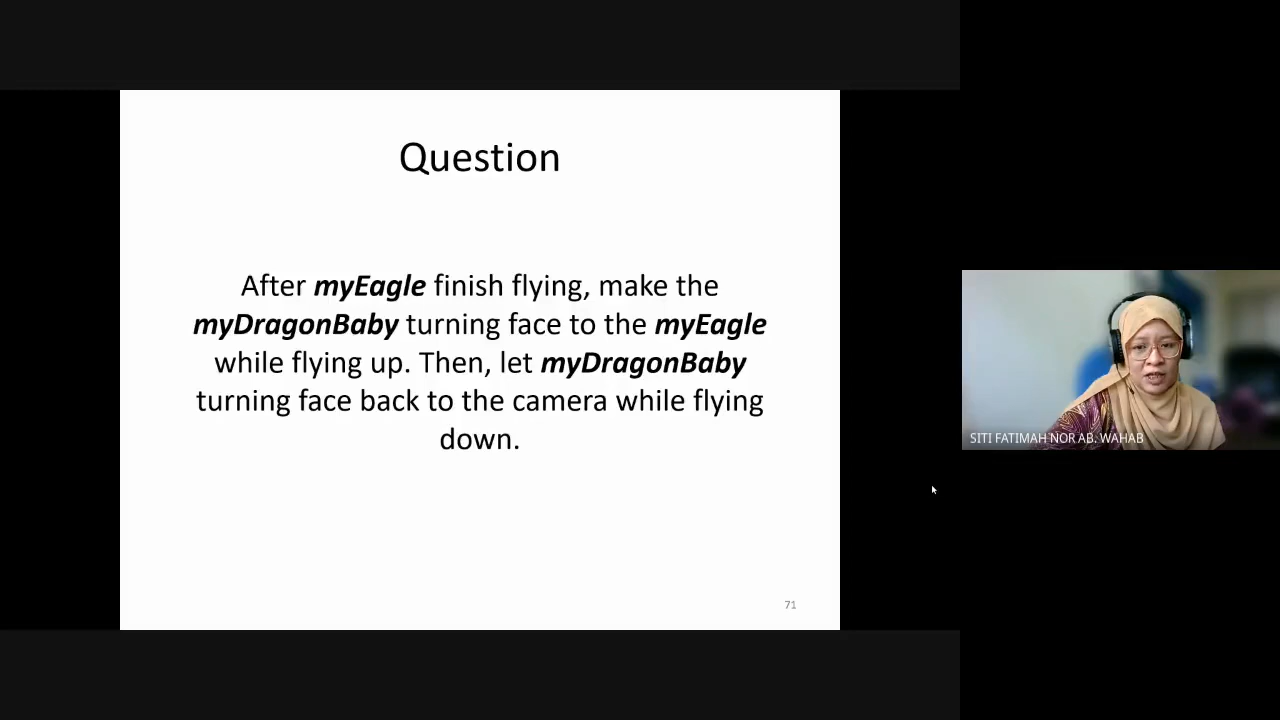 Question
After myEagle finish flying, make the
myDragonBaby turning face to the myEagle
while flying up. Then, let myDragonBaby
turning face back to the camera while flying
down.
71
SITI FATIMAH NOR AB. WAHAB